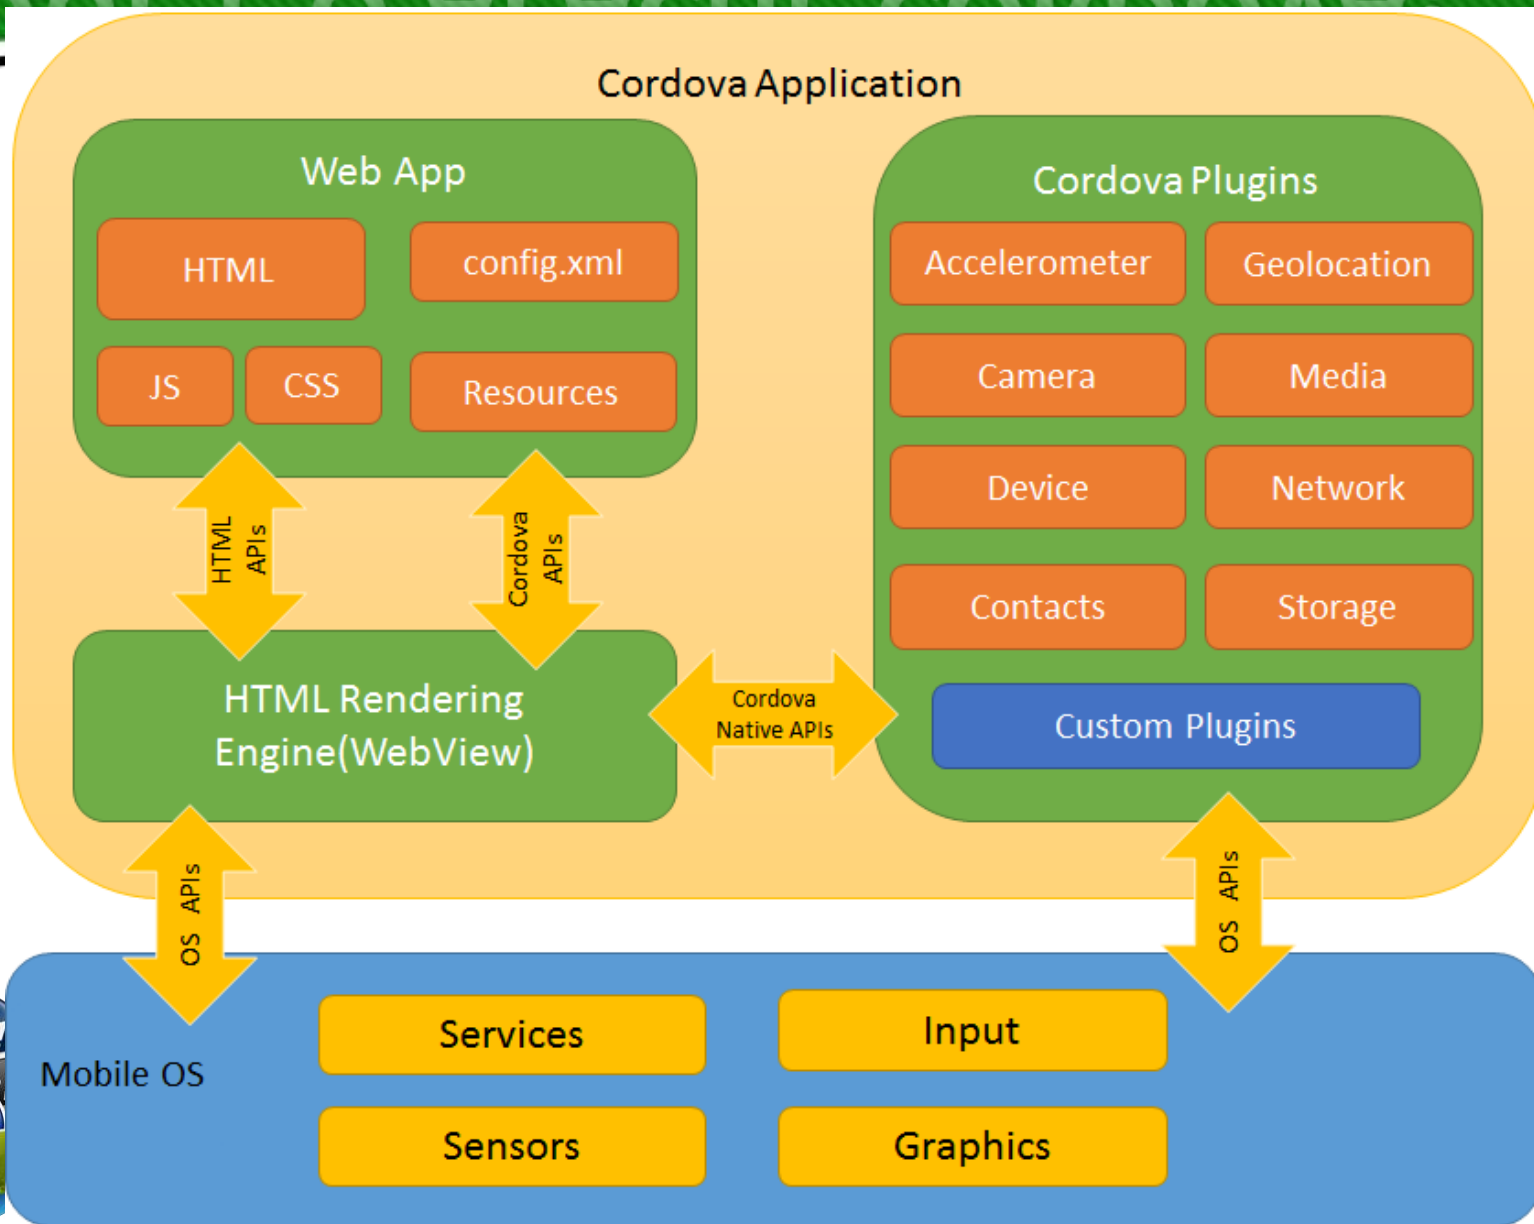 Cordova Application
Web App
HTML
config.xml
JS
CSS
Resources
HTML
APIs
Cordova
APIs
HTML Rendering
Engine(WebView)
Cordova
Native APIs
Cordova Plugins
Accelerometer
Geolocation
Camera
Media
Device
Network
Contacts
Storage
Custom Plugins
OS APIs
OS APIs
Mobile OS
Services
Input
Sensors
Graphics